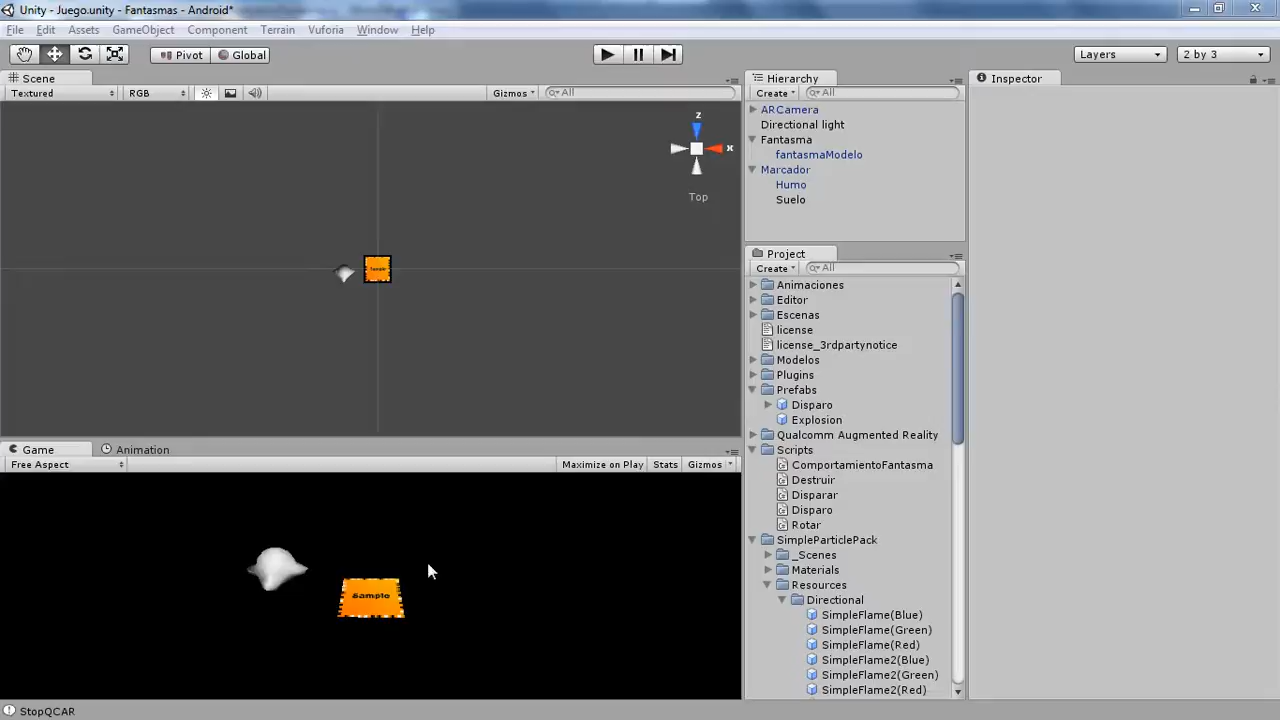 Unity - Juego.unity - Fantasmas - Android*
File Edit Assets GameObject Component Terrain Vuforia Window Help
Pivot Global Layers 2 by 3
Scene
Textured RGB Gizmos All
z
x
Top
Game Animation
Free Aspect Maximize on Play Stats Gizmos
Sample
StopQCAR
Hierarchy
Create All
ARCamera
Directional light
Fantasma
fantasmaModelo
Marcador
Humo
Suelo
Project
Create All
Animaciones
Editor
Escenas
license
license_3rdpartynotice
Modelos
Plugins
Prefabs
Disparo
Explosion
Qualcomm Augmented Reality
Scripts
ComportamientoFantasma
Destruir
Disparar
Disparo
Rotar
SimpleParticlePack
_Scenes
Materials
Resources
Directional
SimpleFlame(Blue)
SimpleFlame(Green)
SimpleFlame(Red)
SimpleFlame2(Blue)
SimpleFlame2(Green)
SimpleFlame2(Red)
Inspector